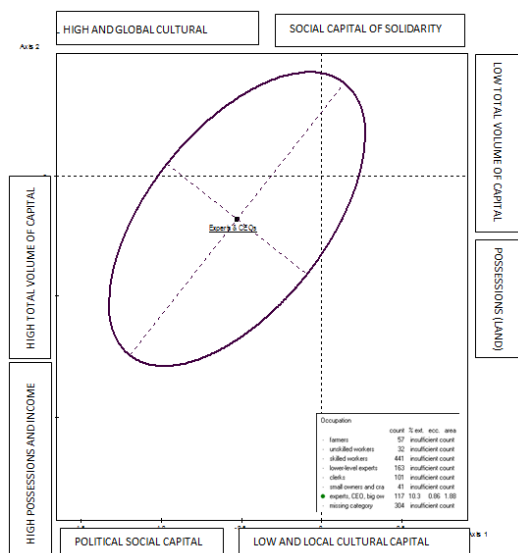 HIGH AND GLOBAL CULTURAL
SOCIAL CAPITAL OF SOLIDARITY
Axis 2
LOW TOTAL VOLUME OF CAPITAL
HIGH TOTAL VOLUME OF CAPITAL
Experts & CEOs
POSSESSIONS (LAND)
HIGH POSSESSIONS AND INCOME
Occupation
count % ext. ecc. area
farmers 57 insufficient count
unskilled workers 32 insufficient count
skilled workers 441 insufficient count
lower-level experts 163 insufficient count
clerks 101 insufficient count
small owners and cra 41 insufficient count
experts, CEO, big ow 117 10.3 0.86 1.88
missing category 304 insufficient count
Axis 1
POLITICAL SOCIAL CAPITAL
LOW AND LOCAL CULTURAL CAPITAL